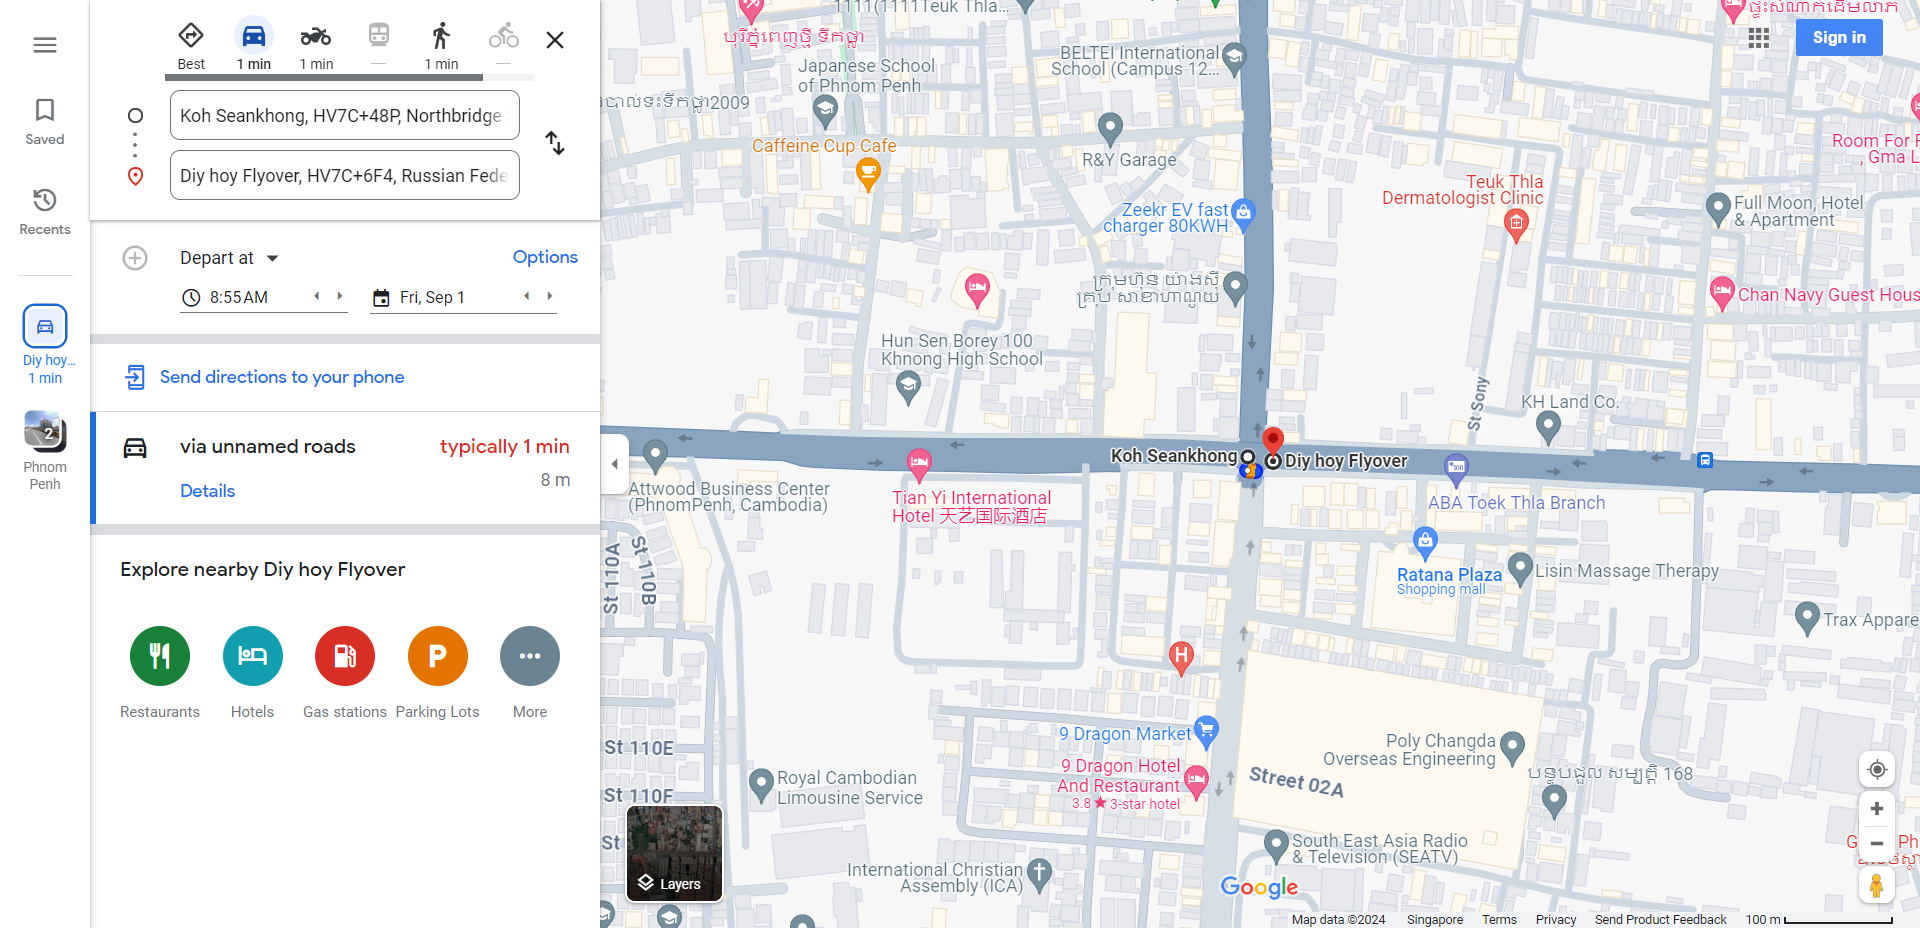 Saved
Recents
Diy hoy...
1 min
2
Phnom
Penh
Best
1 min
1 min
—
1 min
—
Koh Seankhong, HV7C+48P, Northbridge
Diy hoy Flyover, HV7C+6F4, Russian Fede
Depart at
Options
8:55 AM
Fri, Sep 1
Send directions to your phone
via unnamed roads
typically 1 min
8 m
Details
Explore nearby Diy hoy Flyover
Restaurants
Hotels
Gas stations
P
Parking Lots
More
1111(1111Teuk Thla...
បុរីភ្នំពេញថ្មី ទឹកថ្លា
Japanese School
of Phnom Penh
BELTEI International
School (Campus 12...
Sign in
Caffeine Cup Cafe
R&Y Garage
Room For
, Gma L
Teuk Thla
Dermatologist Clinic
Zeekr EV fast
charger 80KWH
Full Moon, Hotel
& Apartment
Chan Navy Guest Hous
Hun Sen Borey 100
Khnong High School
St Sony
KH Land Co.
Koh Seankhong
Diy hoy Flyover
Attwood Business Center
(PhnomPenh, Cambodia)
Tian Yi International
Hotel 天艺国际酒店
ABA Toek Thla Branch
St 110A
St 110B
Ratana Plaza
Shopping mall
Lisin Massage Therapy
Trax Appare
H
9 Dragon Market
Poly Changda
Overseas Engineering
9 Dragon Hotel
And Restaurant
3.8★3-star hotel
Street 02A
St 110E
St 110F
St
Royal Cambodian
Limousine Service
South East Asia Radio
& Television (SEATV)
International Christian
Assembly (ICA)
Layers
Google
Map data ©2024
Singapore
Terms
Privacy
Send Product Feedback
100 m